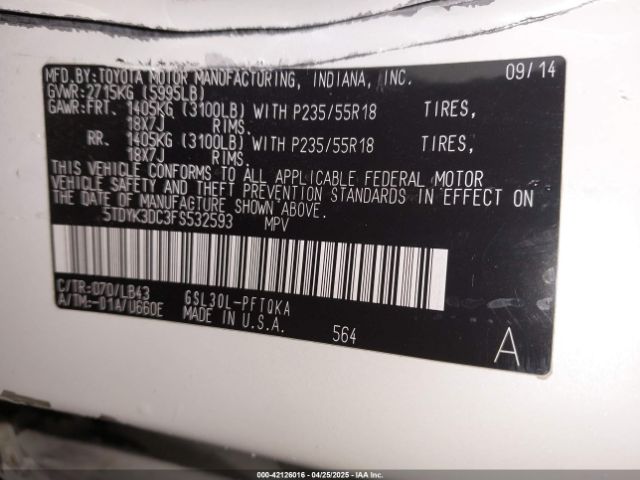 MFD.BY:TOYOTA MOTOR MANUFACTURING, INDIANA, INC. 09/14
GVWR:2715KG (5995LB)
GAWR:FRT. 1405KG (3100LB) WITH P235/55R18 TIRES,
18X7J RIMS.
RR. 1405KG (3100LB) WITH P235/55R18 TIRES,
18X7J RIMS.
THIS VEHICLE CONFORMS TO ALL APPLICABLE FEDERAL MOTOR
VEHICLE SAFETY AND THEFT PREVENTION STANDARDS IN EFFECT ON
THE DATE OF MANUFACTURE SHOWN ABOVE.
5TDYK3DC3FS532593 MPV
C/TR:070/LB43 GSL30L-PFTQKA
A/TM:-01A/U660E MADE IN U.S.A. 564 A
000-42126016 - 04/25/2025 - IAAI.com